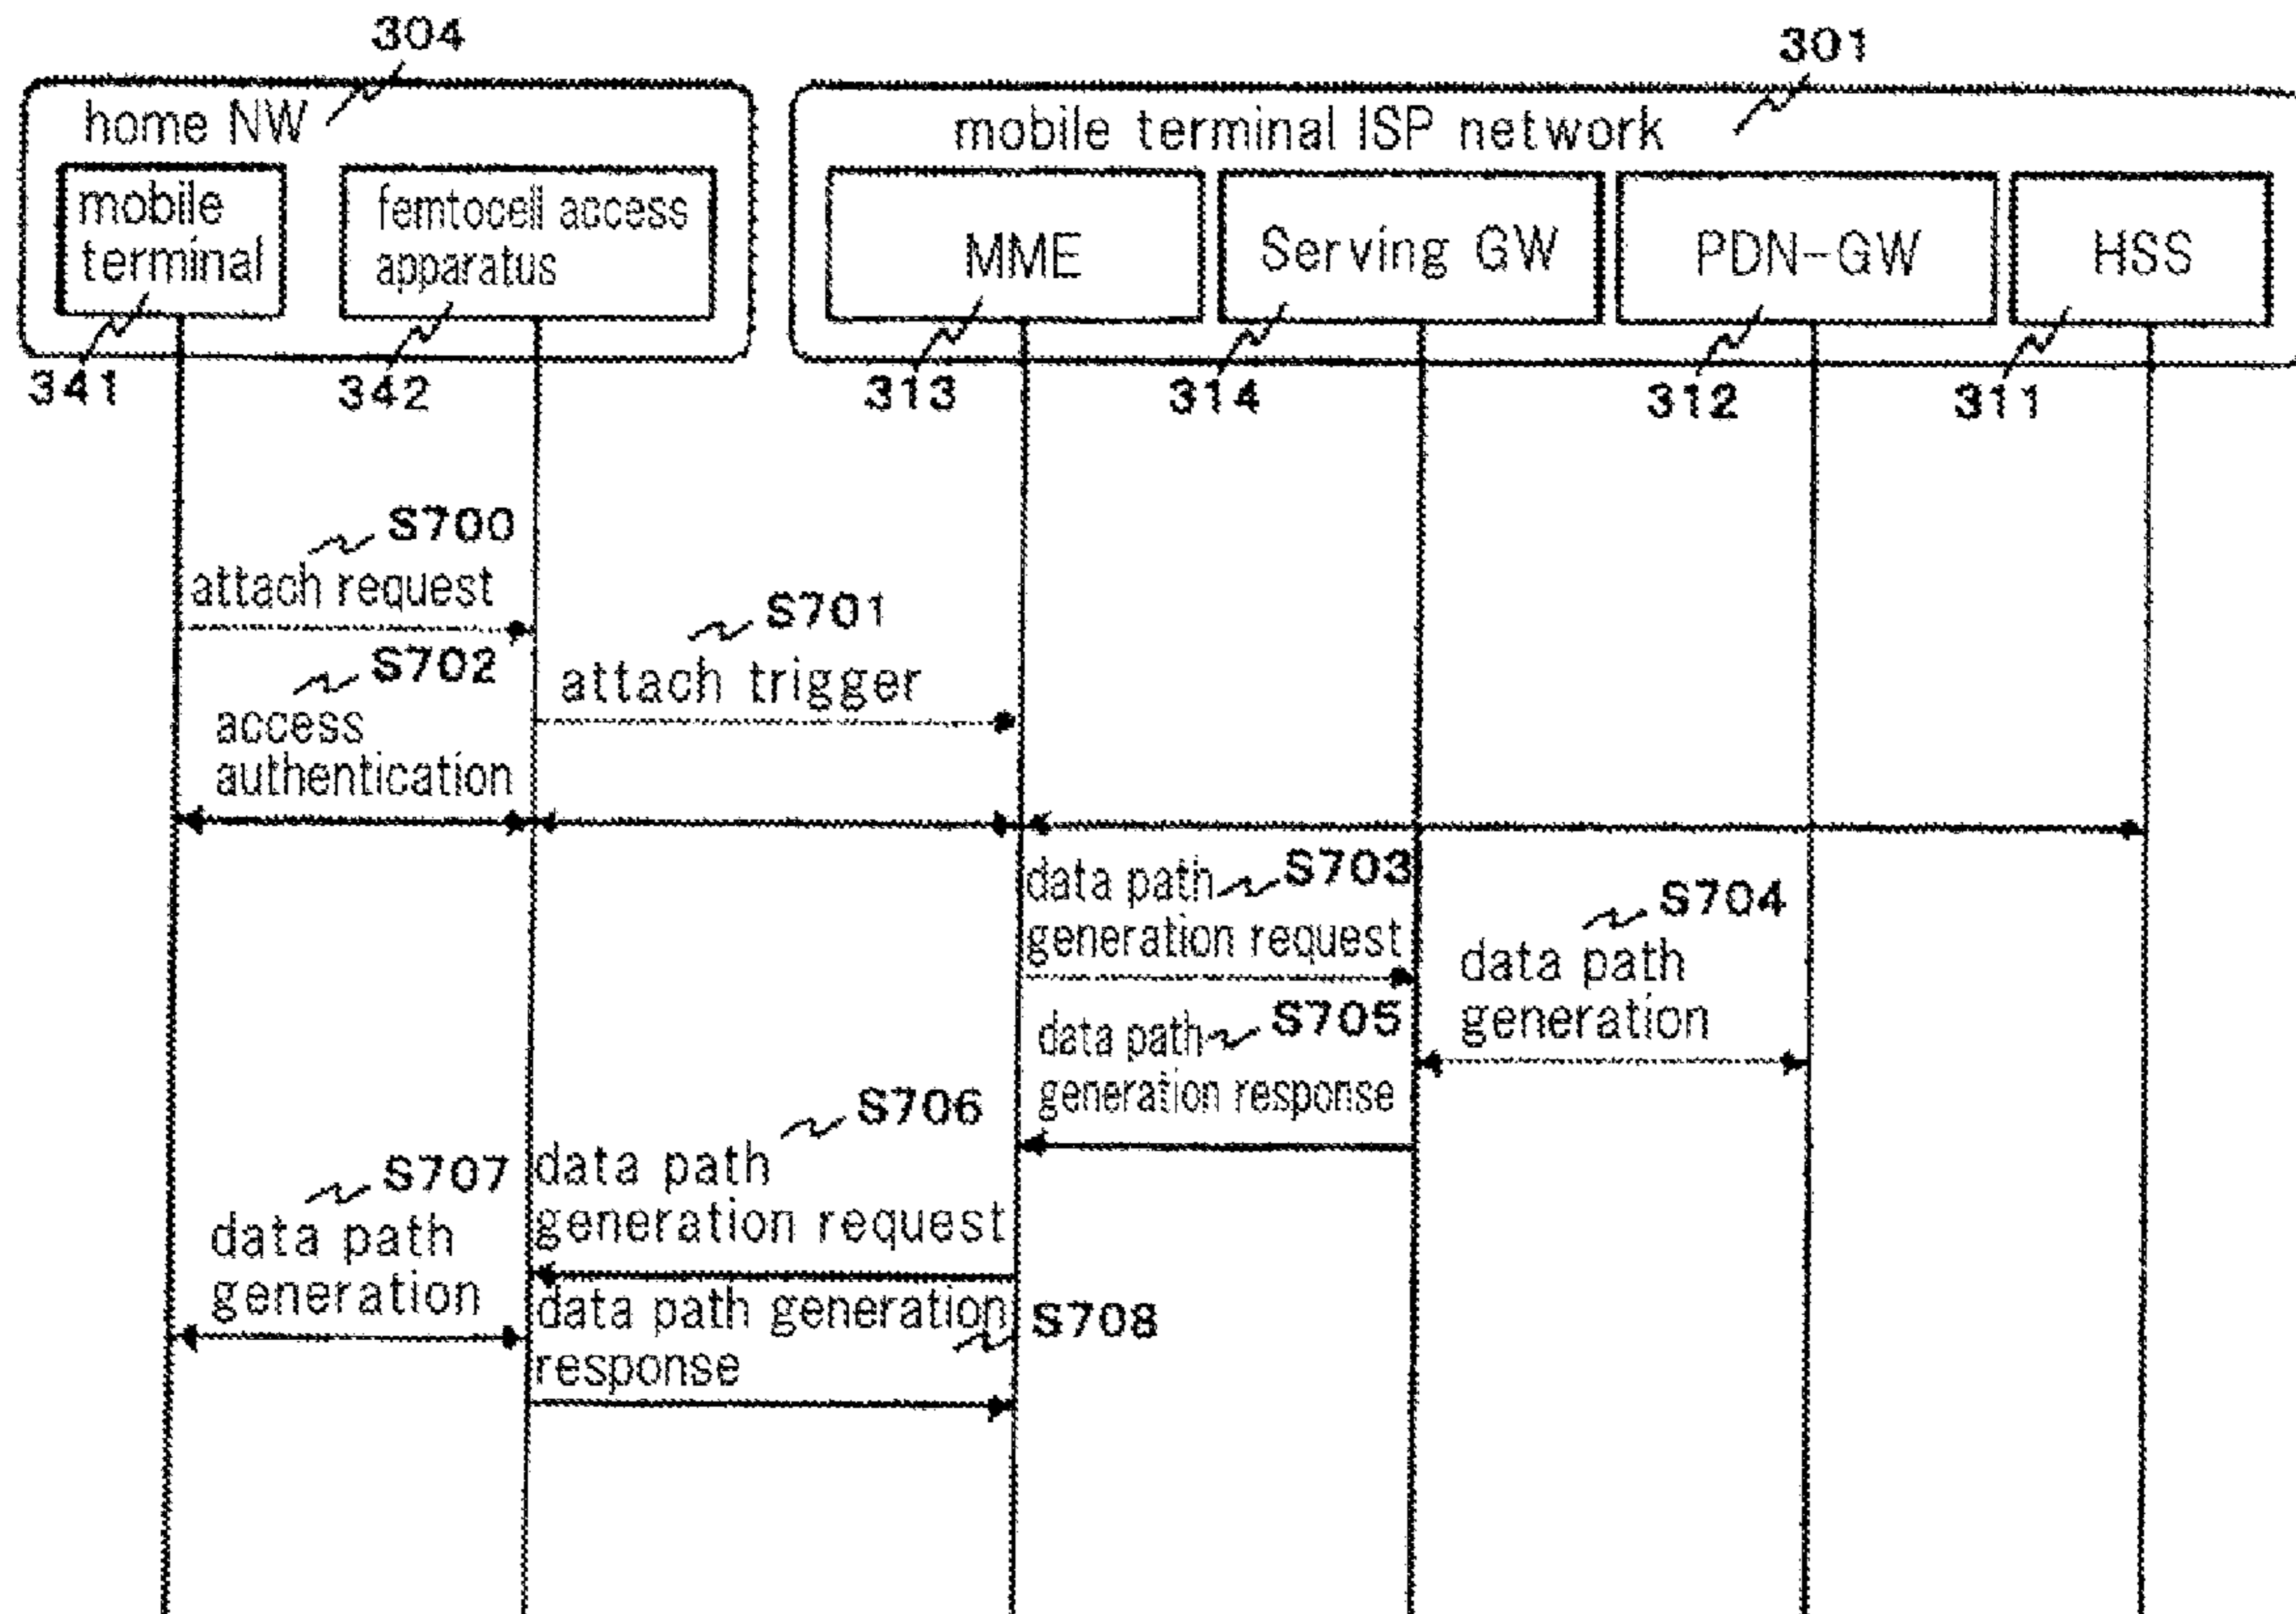 304
301
home NW
mobile terminal ISP network
mobile
terminal
femtocell access
apparatus
MME
Serving GW
PDN-GW
HSS
341
342
313
314
312
311
S700
attach request
S701
attach trigger
S702
access
authentication
S703
data path
generation request
S704
data path
generation
S705
data path
generation response
S706
data path
generation request
S707
data path
generation
S708
data path generation
response